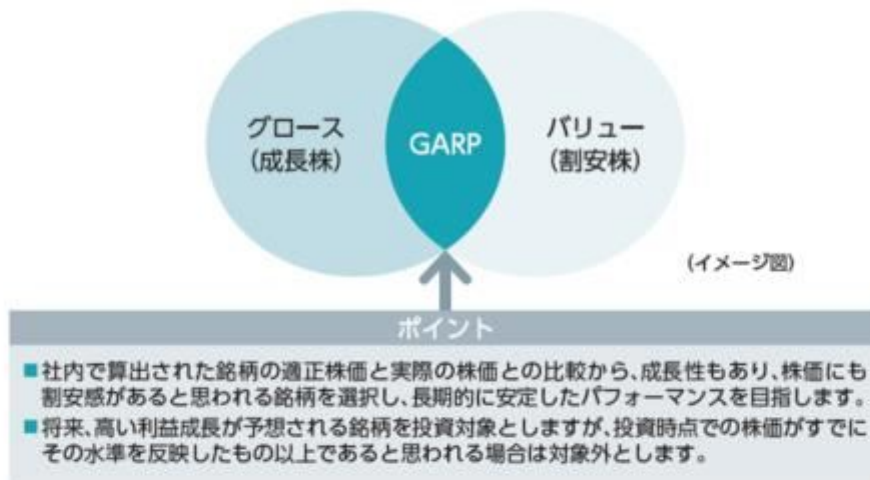 グロース
(成長株)
GARP
バリュー
(割安株)
(イメージ図)
ポイント
■社内で算出された銘柄の適正株価と実際の株価との比較から、成長性もあり、株価にも
割安感があると思われる銘柄を選択し、長期的に安定したパフォーマンスを目指します。
■将来、高い利益成長が予想される銘柄を投資対象としますが、投資時点での株価がすでに
その水準を反映したもの以上であると思われる場合は対象外とします。